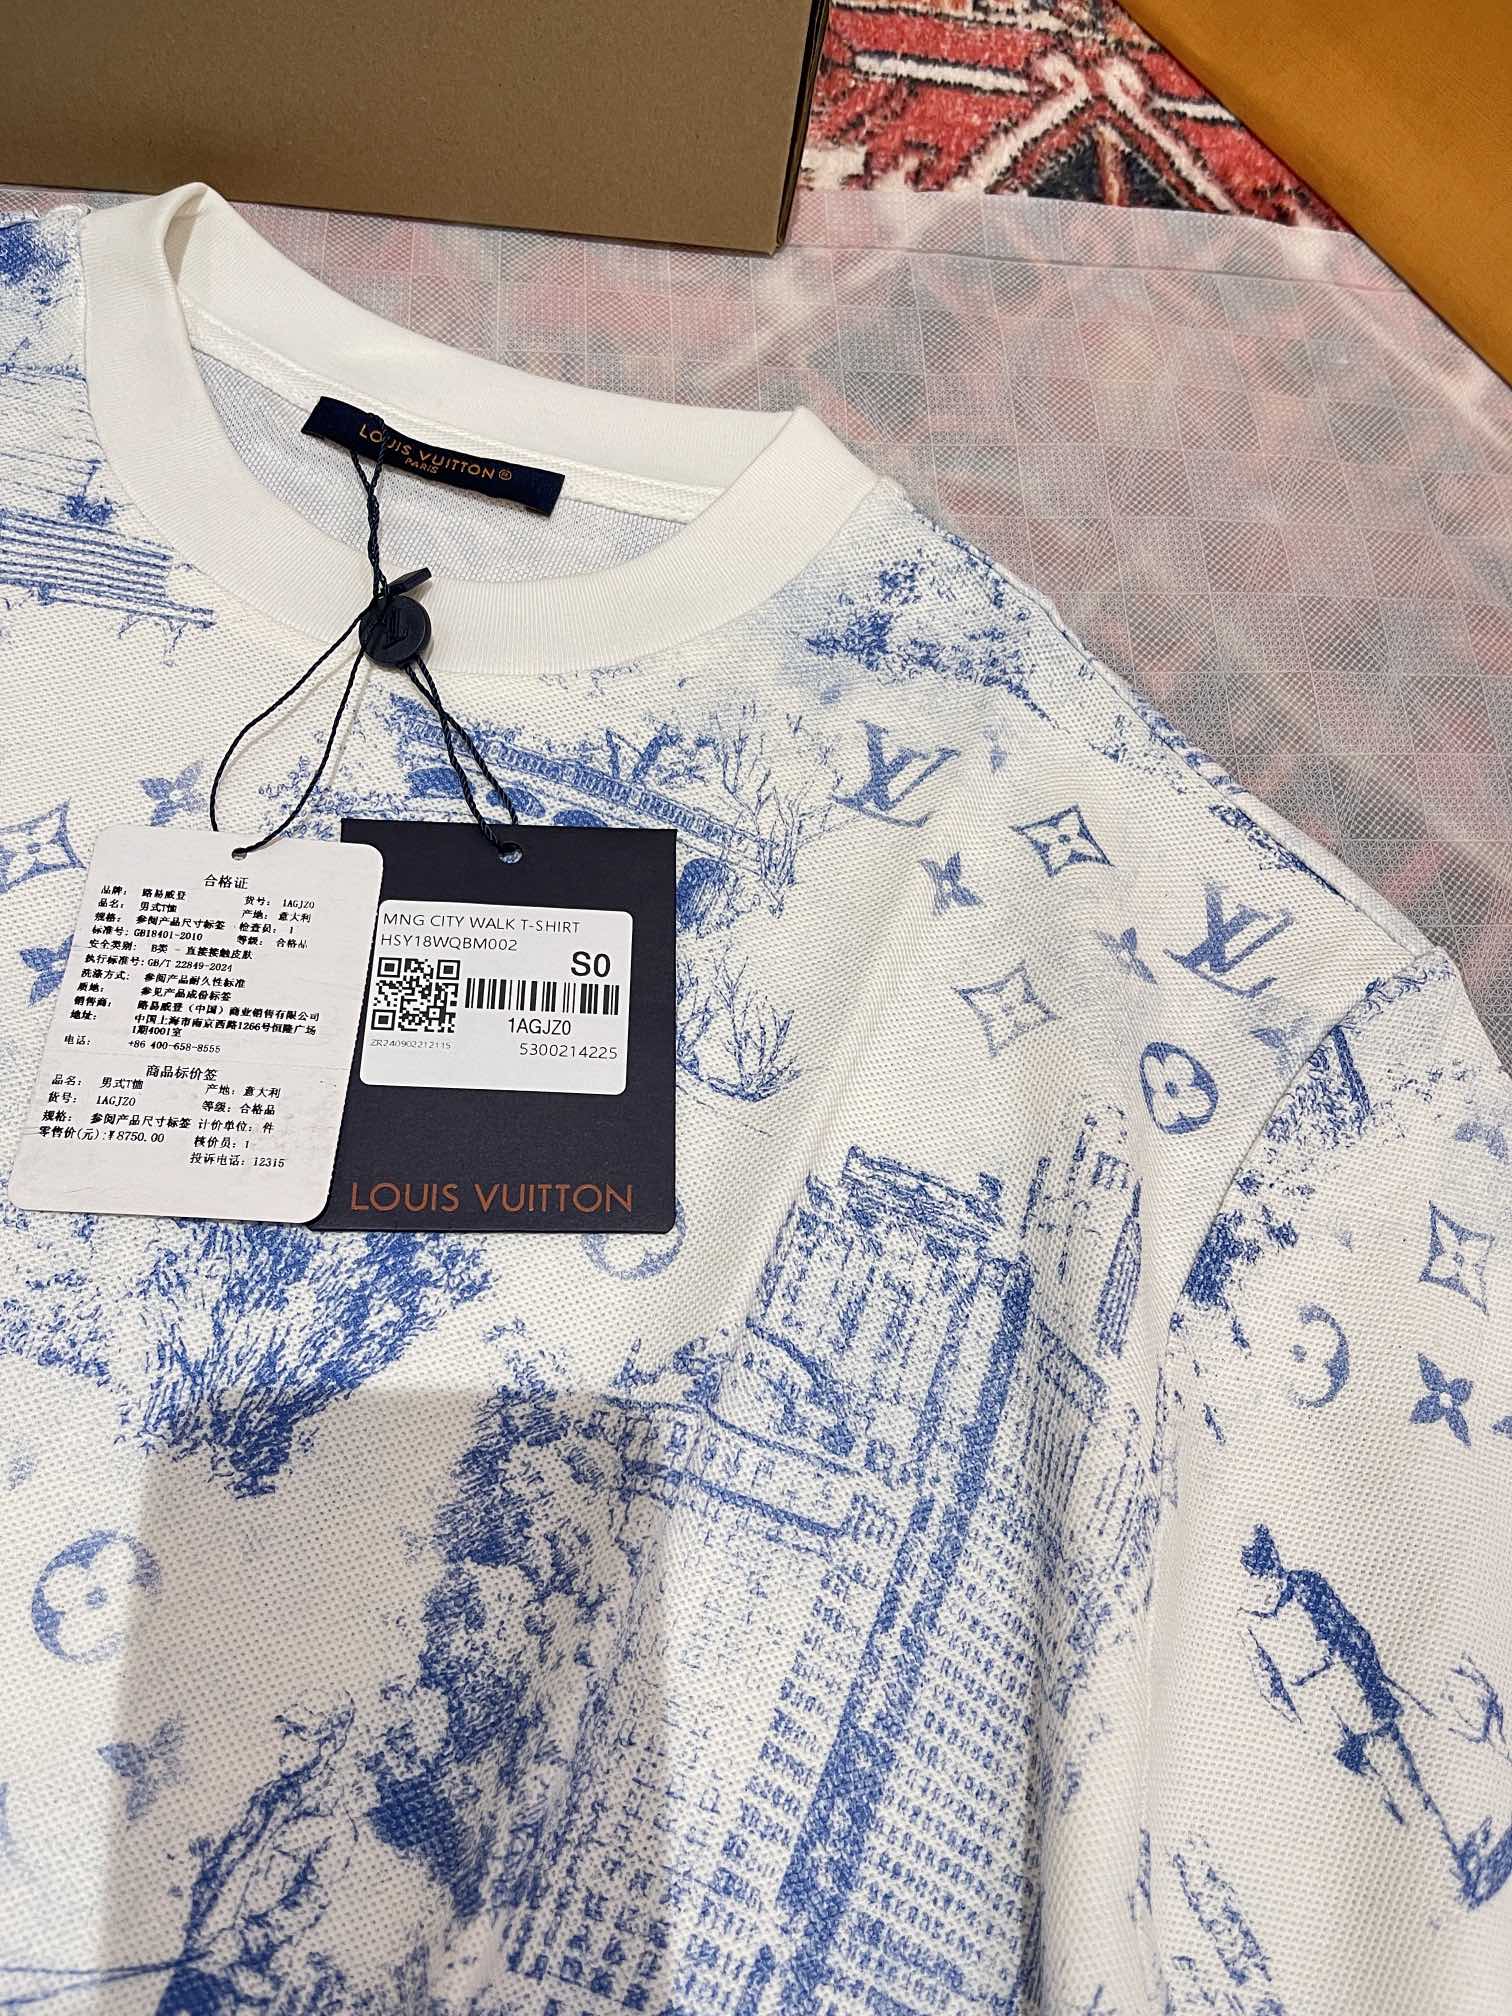 LOUIS VUITTON®
PARIS
合格证
品牌： 路易威登
货号： 1AGJZ0
品名： 男式T恤
产地： 意大利
规格： 参阅产品尺寸标签
检查员： 1
标准号： GB18401-2010
等级： 合格品
安全类别： B类 - 直接接触皮肤
执行标准号： GB/T 22849-2024
洗涤方式： 参阅产品耐久性标准
质地： 参见产品成份标签
销售商： 路易威登（中国）商业销售有限公司
地址： 中国上海市南京西路1266号恒隆广场
1期4001室
电话： +86 400-658-8555
商品标价签
品名： 男式T恤
产地： 意大利
货号： 1AGJZ0
等级： 合格品
规格： 参阅产品尺寸标签
计价单位： 件
零售价(元)：¥8750.00
核价员： 1
投诉电话： 12315
MNG CITY WALK T-SHIRT
HSY18WQBM002
S0
1AGJZ0
ZR240902212115
5300214225
LOUIS VUITTON
LV
LV